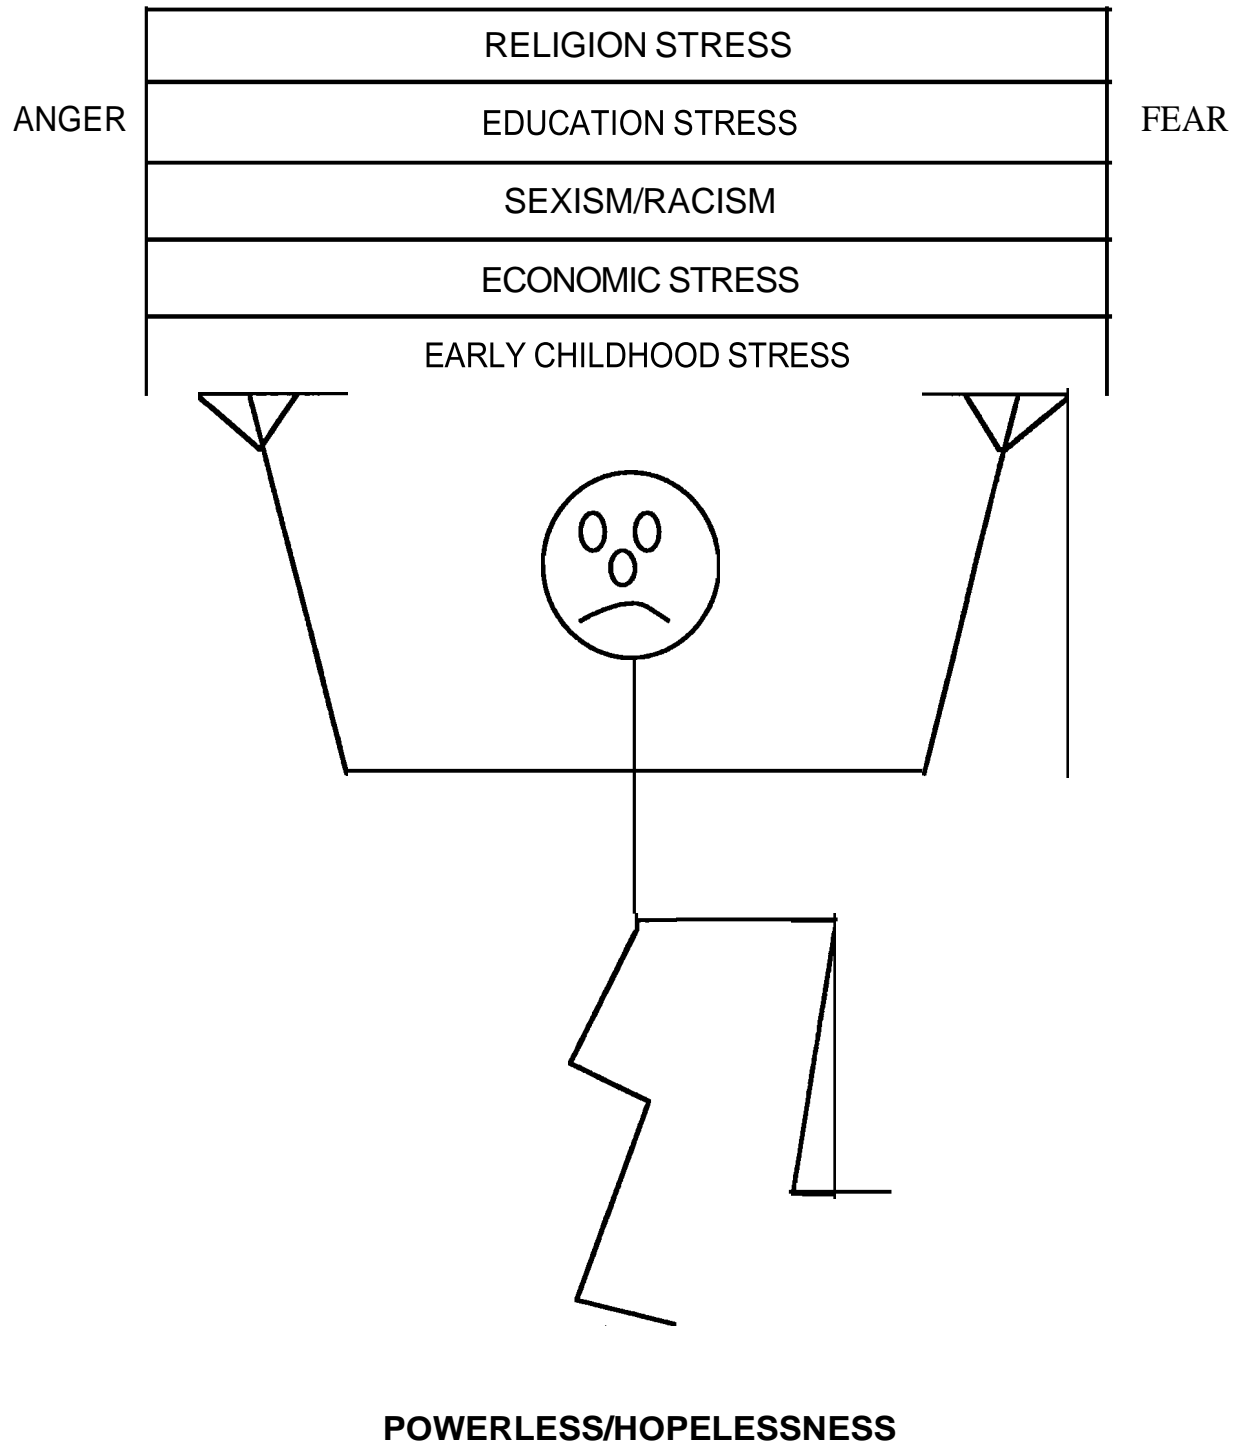 RELIGION STRESS
ANGER
EDUCATION STRESS
FEAR
SEXISM/RACISM
ECONOMIC STRESS
EARLY CHILDHOOD STRESS
POWERLESS/HOPELESSNESS